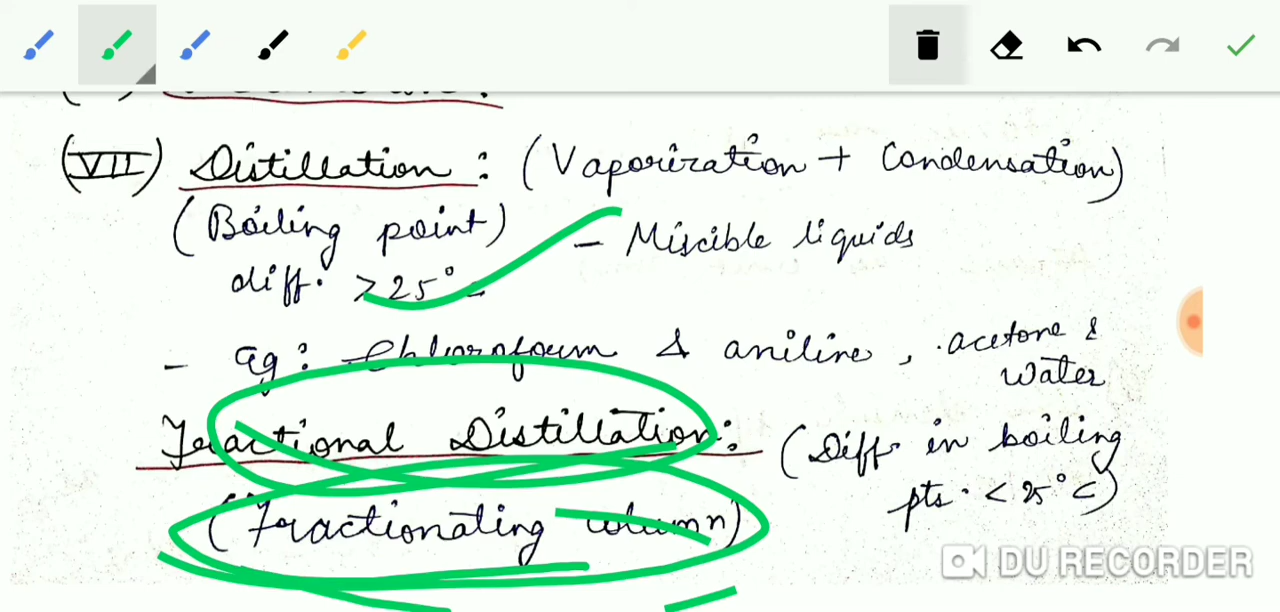 (VII) Distillation : (Vaporization + Condensation)
(Boiling point) - Miscible liquids
diff. >25°C
- eg: Chloroform & aniline, acetone &
water
Fractional Distillation: (Diff in boiling
pts. < 25°C)
(Fractionating column)
DU RECORDER